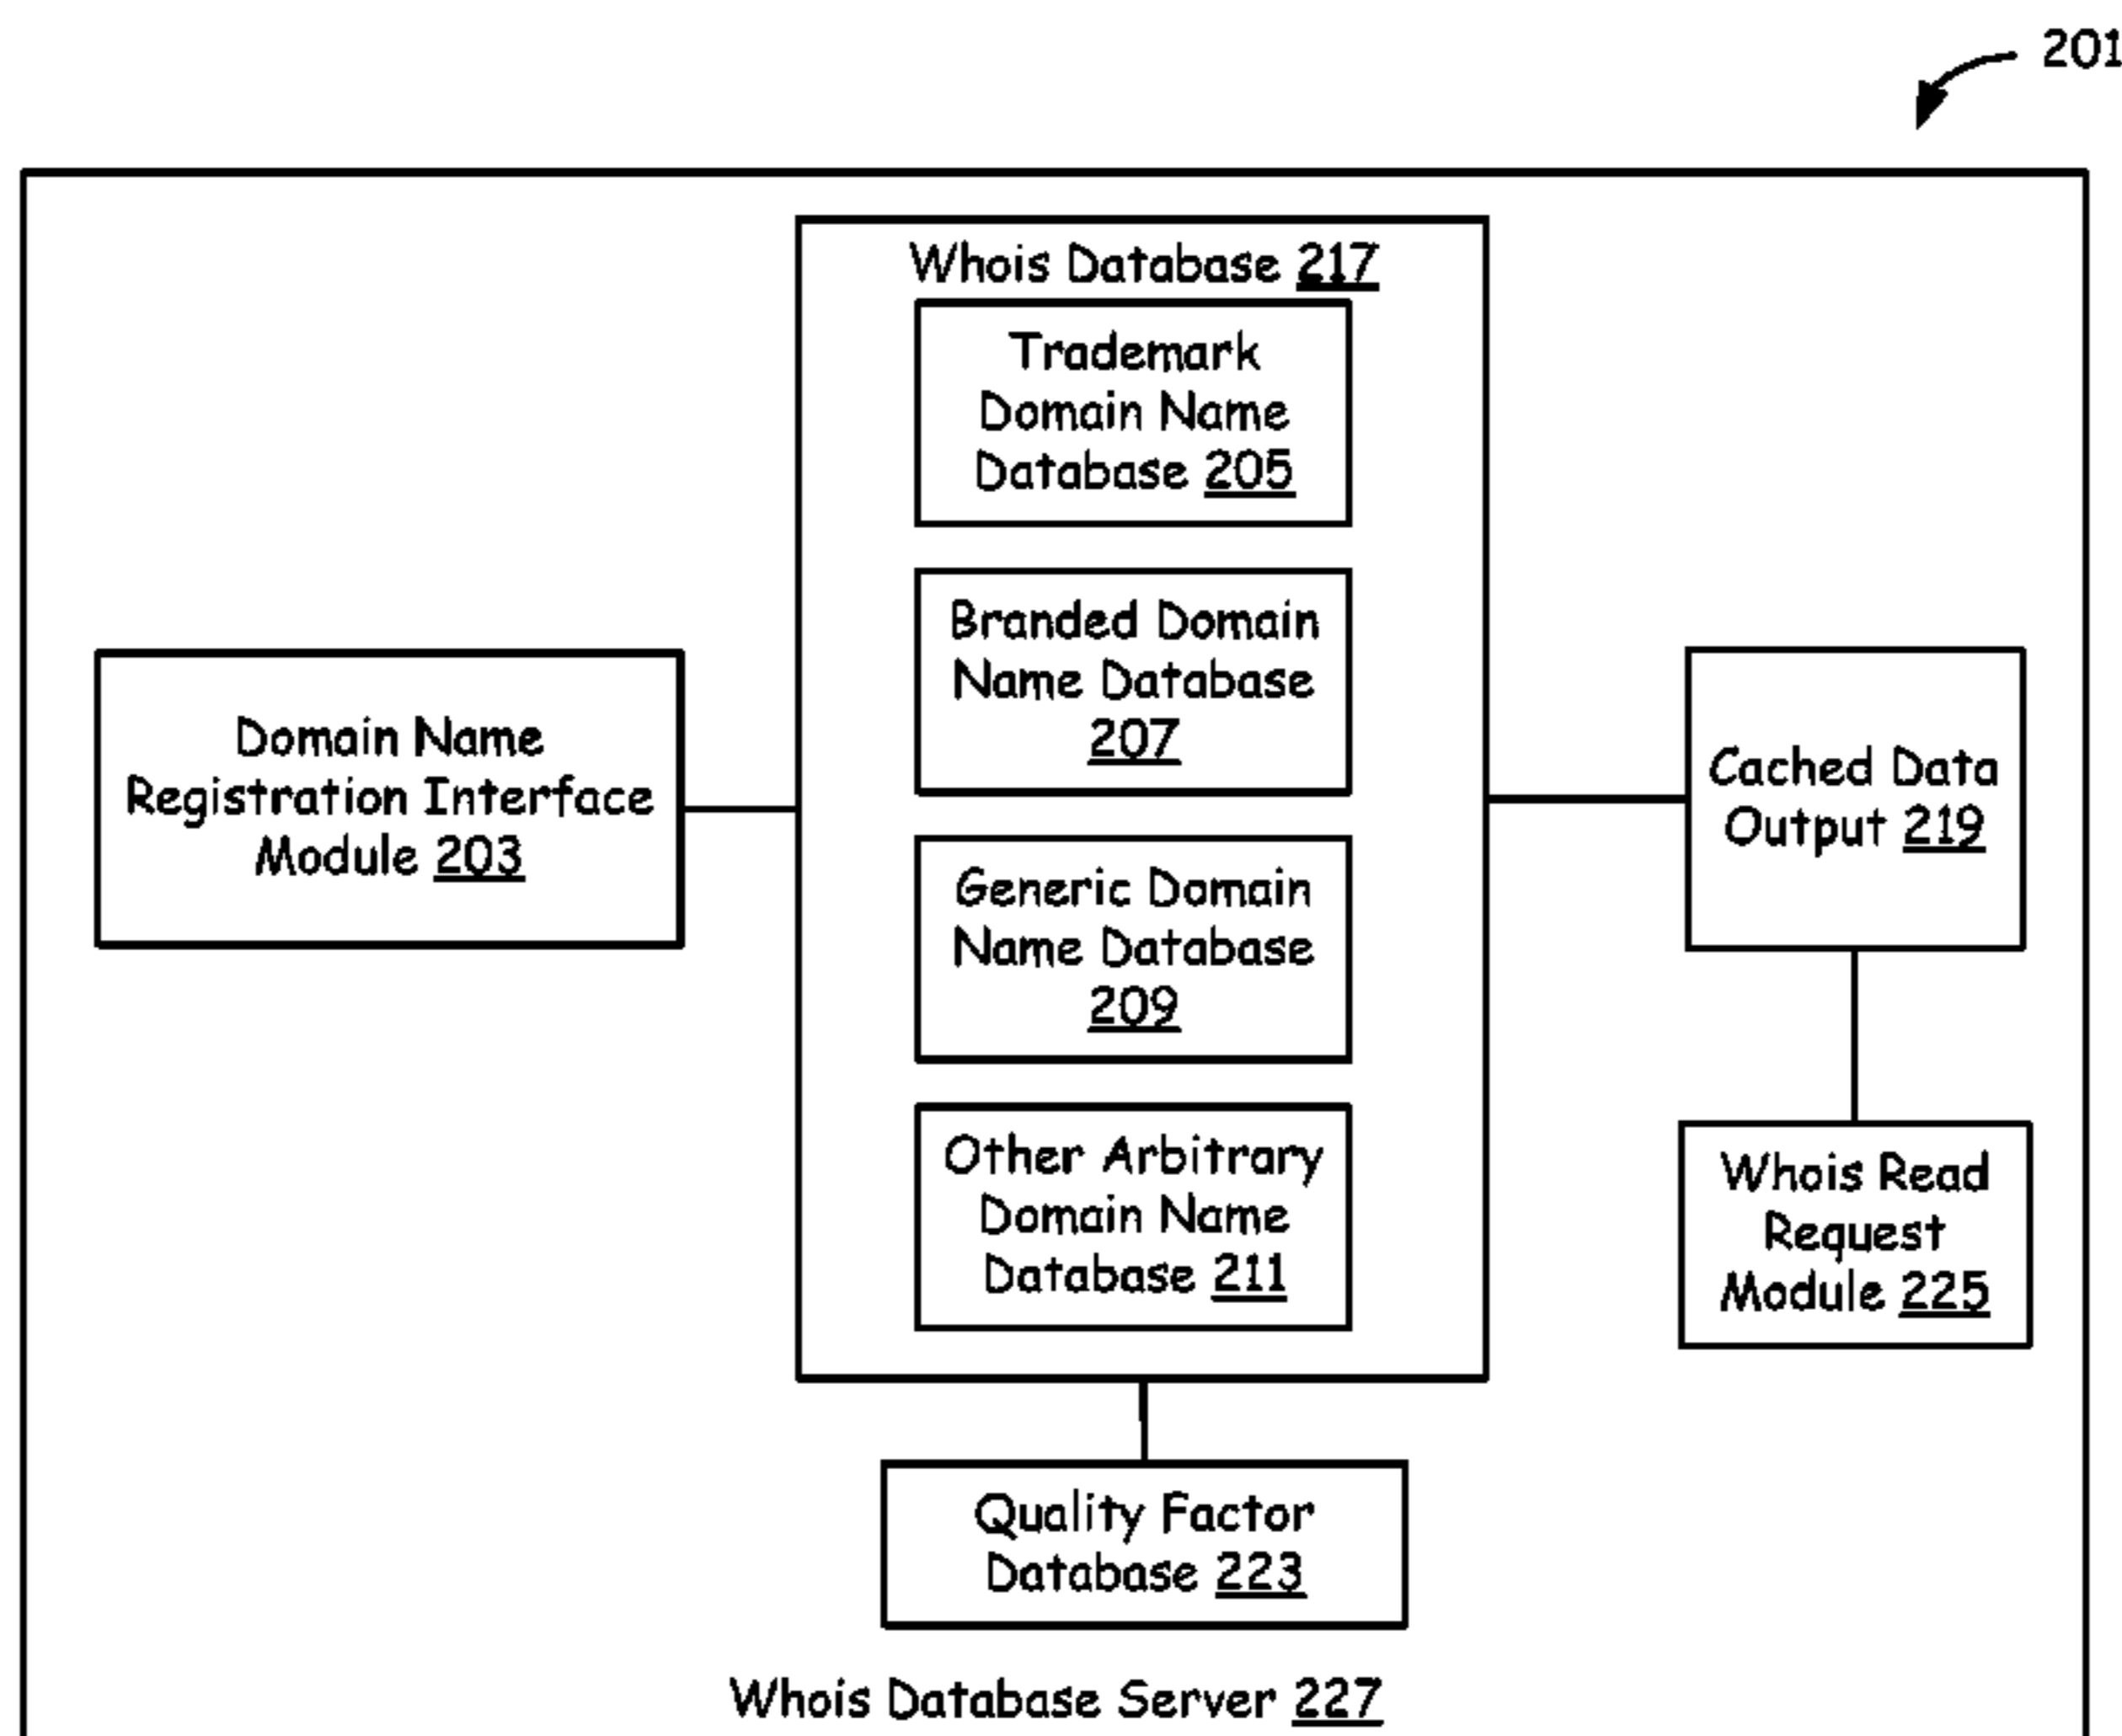 201
Whois Database 217
Trademark
Domain Name
Database 205
Branded Domain
Name Database
207
Domain Name
Registration Interface
Module 203
Generic Domain
Name Database
209
Cached Data
Output 219
Other Arbitrary
Domain Name
Database 211
Whois Read
Request
Module 225
Quality Factor
Database 223
Whois Database Server 227